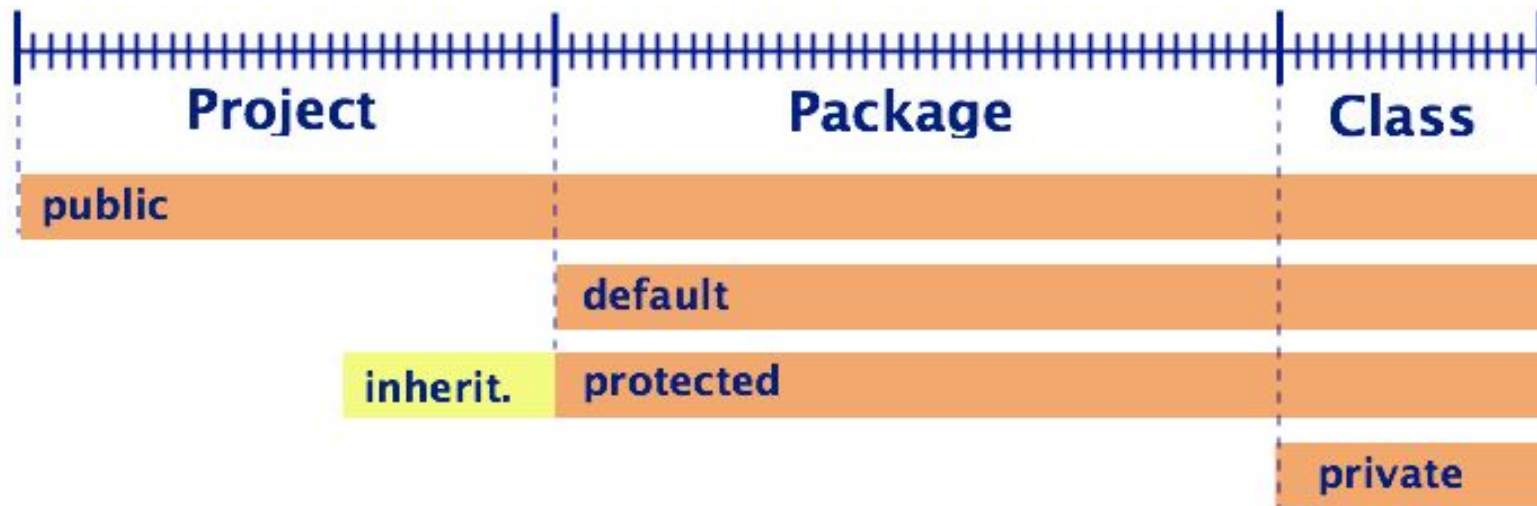 Project Package Class
public
default
inherit. protected
private